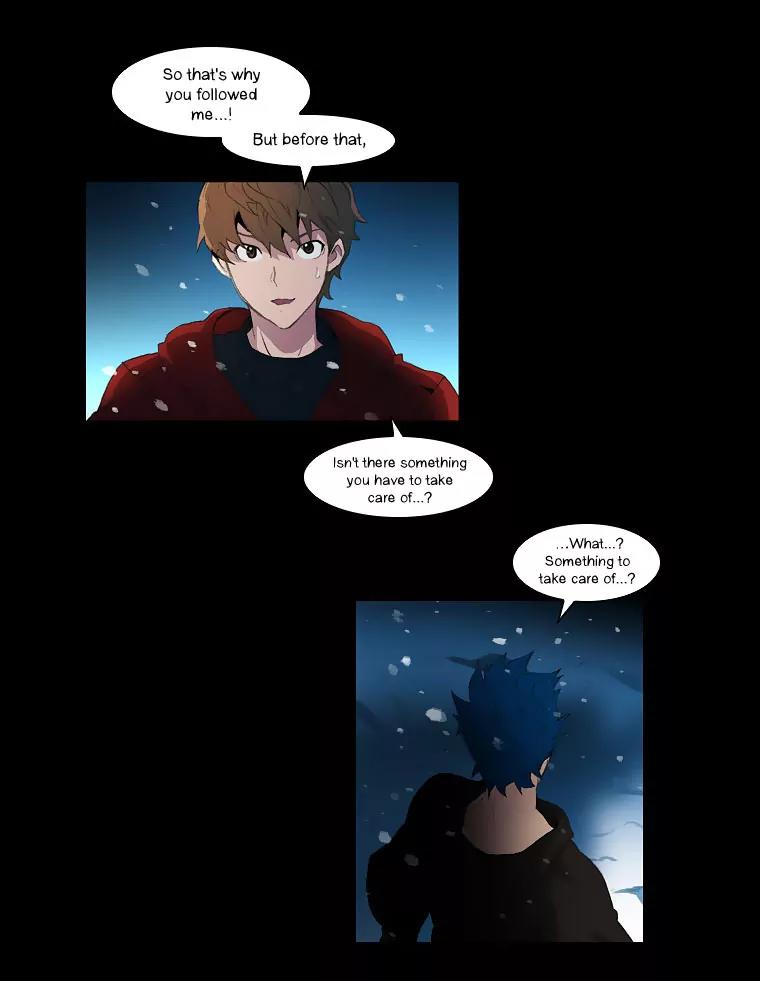 So that's why
you followed
me...!
But before that,
Isn't there something
you have to take
care of...?
...What...?
Something to
take care of...?